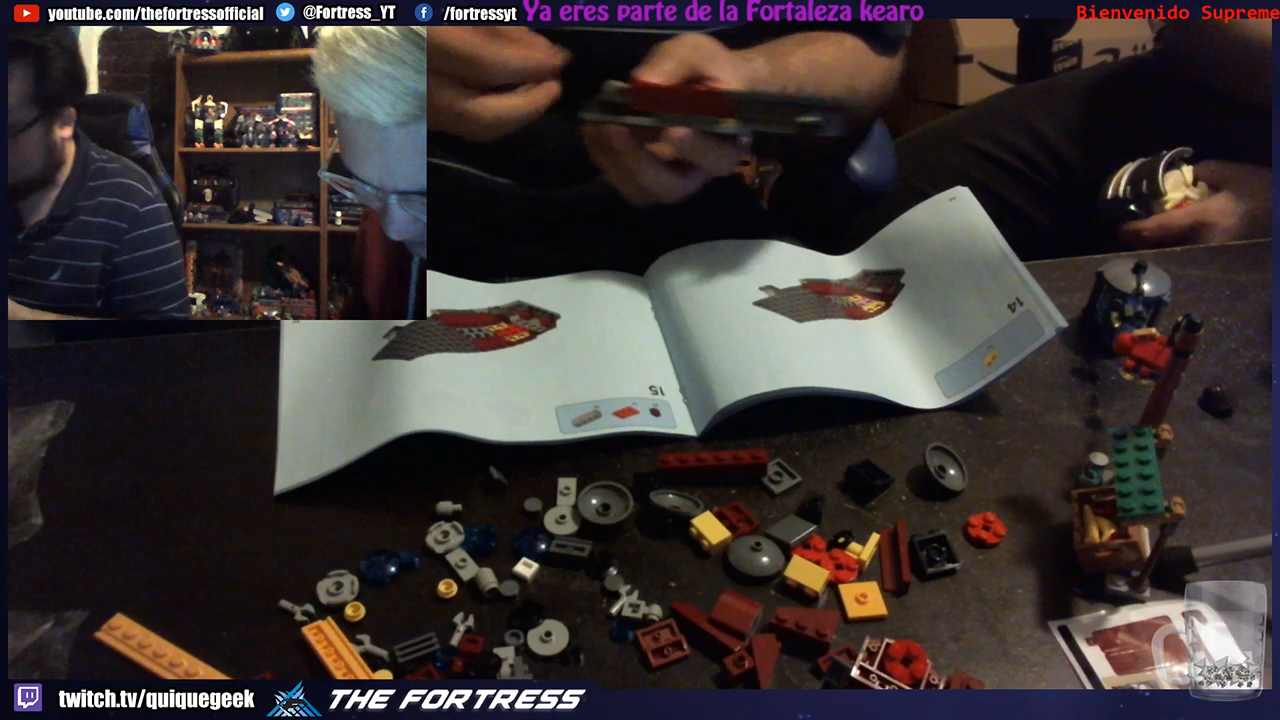 youtube.com/thefortressofficial
@Fortress_YT
/fortressyt
Ya eres parte de la Fortaleza kearo
Bienvenido Supreme
14
15
twitch.tv/quiquegeek
THE FORTRESS